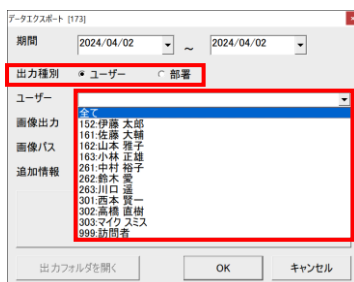 データエクスポート [173]
期間 2024/04/02 ~ 2024/04/02
出力種別 ユーザー 部署
ユーザー
全て
152:伊藤 太郎
161:佐藤 大輔
162:山本 雅子
163:小林 正雄
261:中村 裕子
262:鈴木 愛
263:川口 遥
301:西本 賢一
302:高橋 直樹
303:マイク スミス
999:訪問者
画像出力
画像パス
追加情報
出力フォルダを開く OK キャンセル